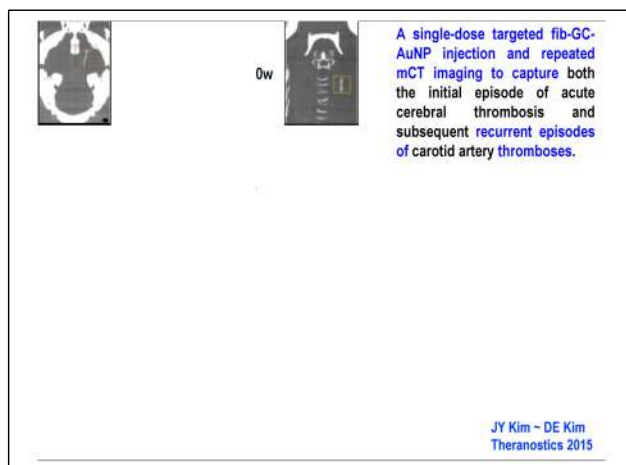 0w
A single-dose targeted fib-GC-
AuNP injection and repeated
mCT imaging to capture both
the initial episode of acute
cerebral thrombosis and
subsequent recurrent episodes
of carotid artery thromboses.
JY Kim ~ DE Kim
Theranostics 2015